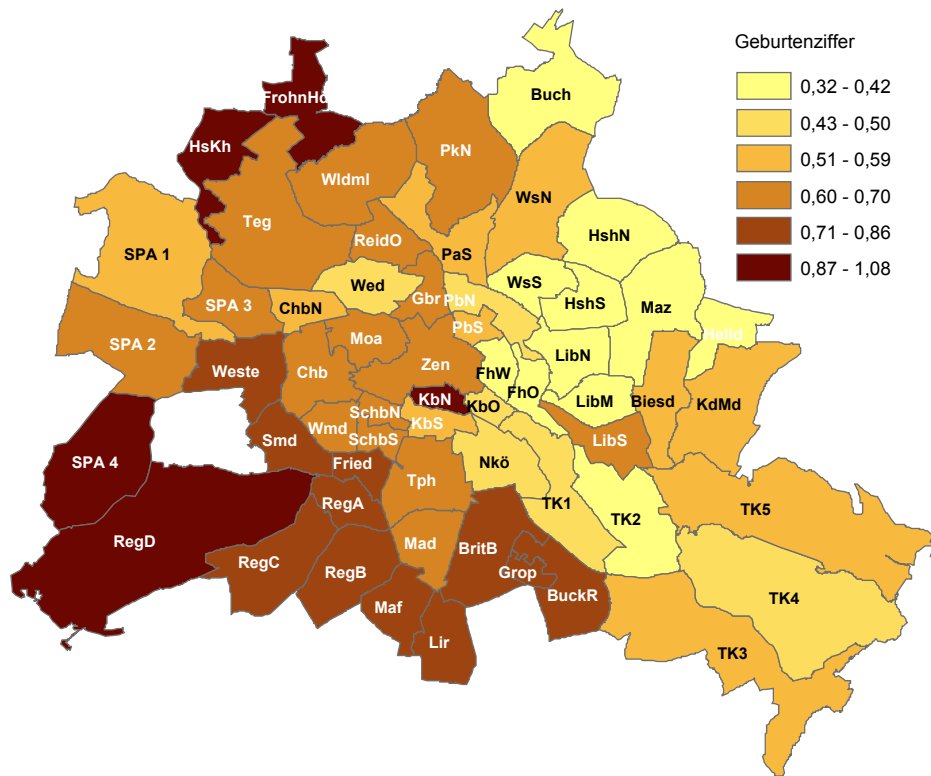 Geburtenziffer
0,32 - 0,42
0,43 - 0,50
0,51 - 0,59
0,60 - 0,70
0,71 - 0,86
0,87 - 1,08
FrohnHe
Buch
HsKh
PkN
Wldml
WsN
Teg
HshN
ReidO
PaS
SPA 1
WsS
Wed
HshS
Maz
SPA 3
ChbN
Gbr
PbN
PbS
Helld
Moa
LibN
SPA 2
Weste
Chb
Zen
FhW
FhO
KbN
KbO
LibM
Biesd
KdMd
SchbN
Wmd
KbS
Smd
SchbS
LibS
SPA 4
Fried
Nkö
Tph
RegA
TK1
TK2
TK5
RegD
Mad
BritB
RegC
RegB
Grop
BuckR
TK4
Maf
Lir
TK3